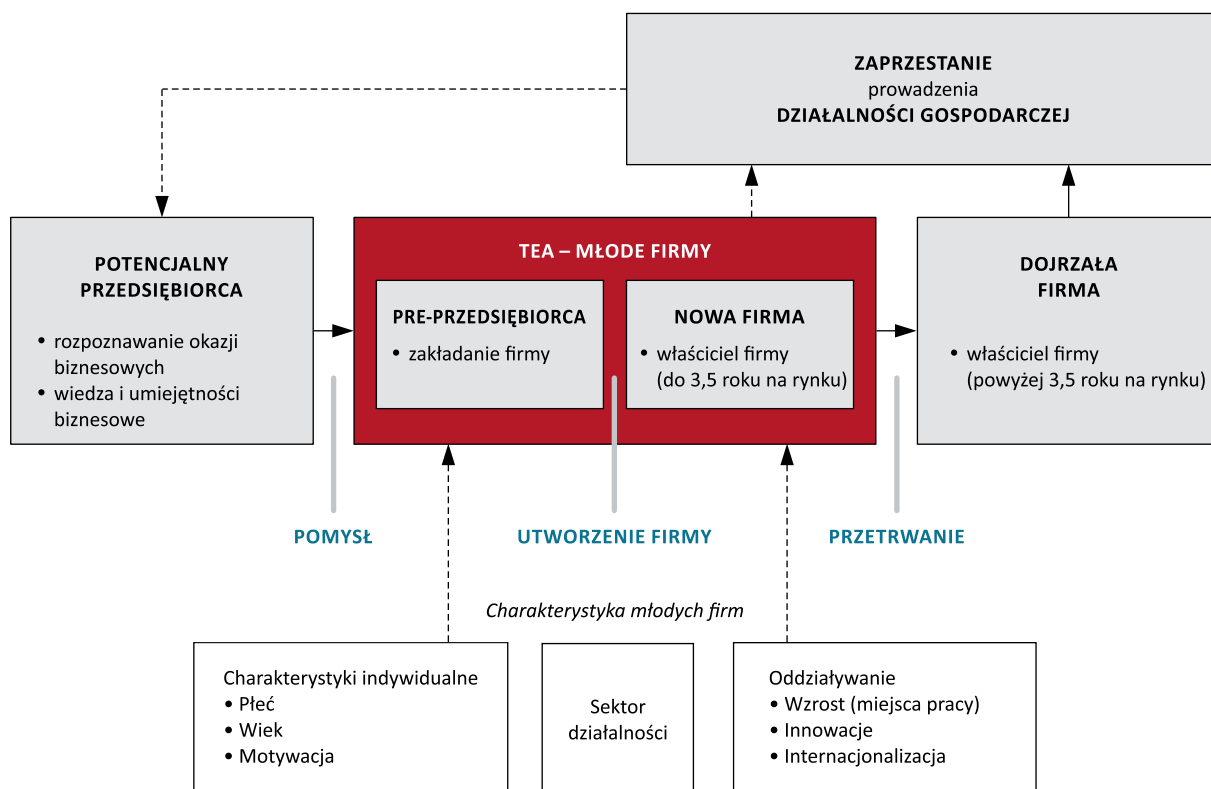 ZAPRZESTANIE
prowadzenia
DZIAŁALNOŚCI GOSPODARCZEJ
POTENCJALNY
PRZEDSIĘBIORCA
• rozpoznawanie okazji
biznesowych
• wiedza i umiejętności
biznesowe
TEA – MŁODE FIRMY
PRE-PRZEDSIĘBIORCA
• zakładanie firmy
NOWA FIRMA
• właściciel firmy
(do 3,5 roku na rynku)
DOJRZAŁA
FIRMA
• właściciel firmy
(powyżej 3,5 roku na rynku)
POMYSŁ
UTWORZENIE FIRMY
PRZETRWANIE
Charakterystyka młodych firm
Charakterystyki indywidualne
• Płeć
• Wiek
• Motywacja
Sektor
działalności
Oddziaływanie
• Wzrost (miejsca pracy)
• Innowacje
• Internacjonalizacja